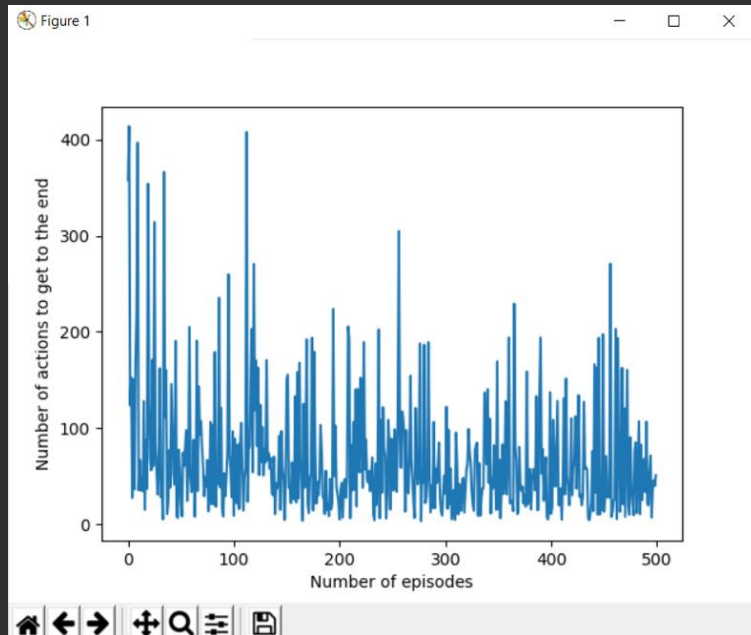 Figure 1
400
300
200
100
0
Number of actions to get to the end
0 100 200 300 400 500
Number of episodes